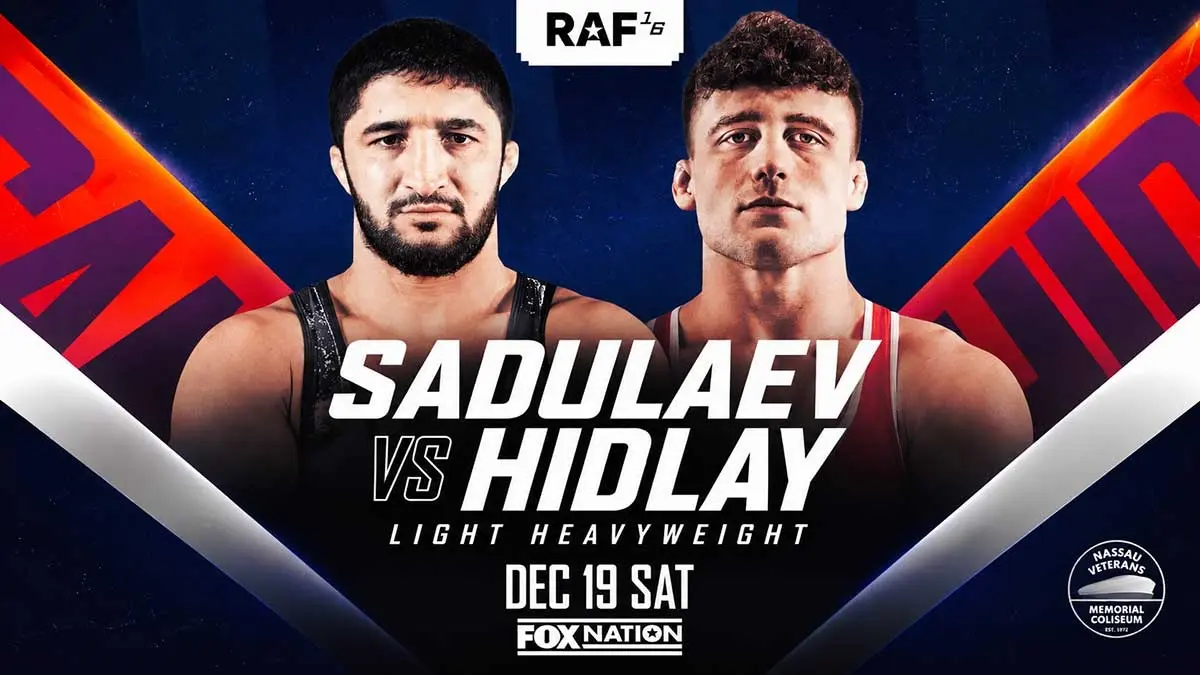 RAF 16
SADULAEV
VS HIDLAY
LIGHT HEAVYWEIGHT
DEC 19 SAT
FOX NATION
NASSAU
VETERANS
MEMORIAL
COLISEUM
EST. 1972